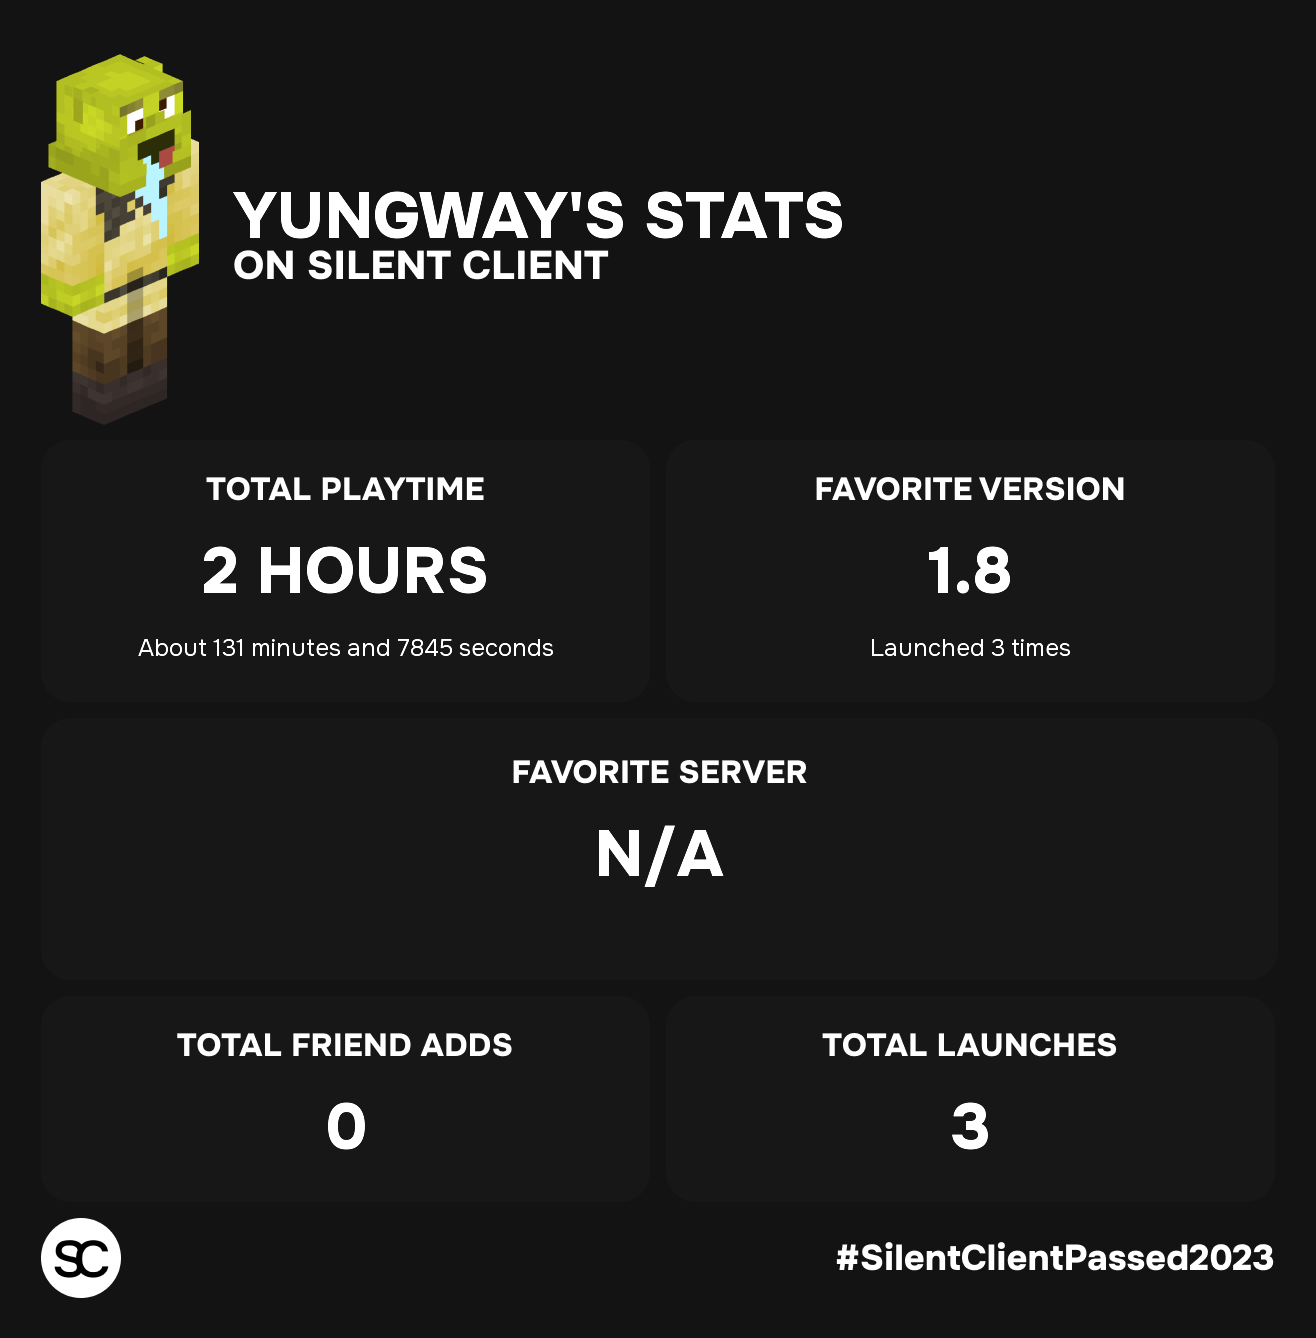 YUNGWAY'S STATS
ON SILENT CLIENT
TOTAL PLAYTIME
2 HOURS
About 131 minutes and 7845 seconds
FAVORITE VERSION
1.8
Launched 3 times
FAVORITE SERVER
N/A
TOTAL FRIEND ADDS
0
TOTAL LAUNCHES
3
SC
#SilentClientPassed2023